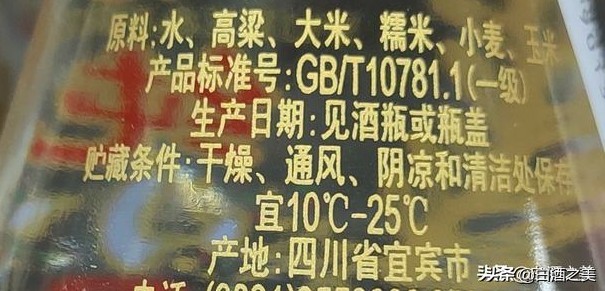 原料:水、高粱、大米、糯米、小麦、玉米
产品标准号:GB/T10781.1(一级)
生产日期:见酒瓶或瓶盖
贮藏条件:干燥、通风、阴凉和清洁处保存
宜10℃-25℃
产地:四川省宜宾市
头条@白酒之美